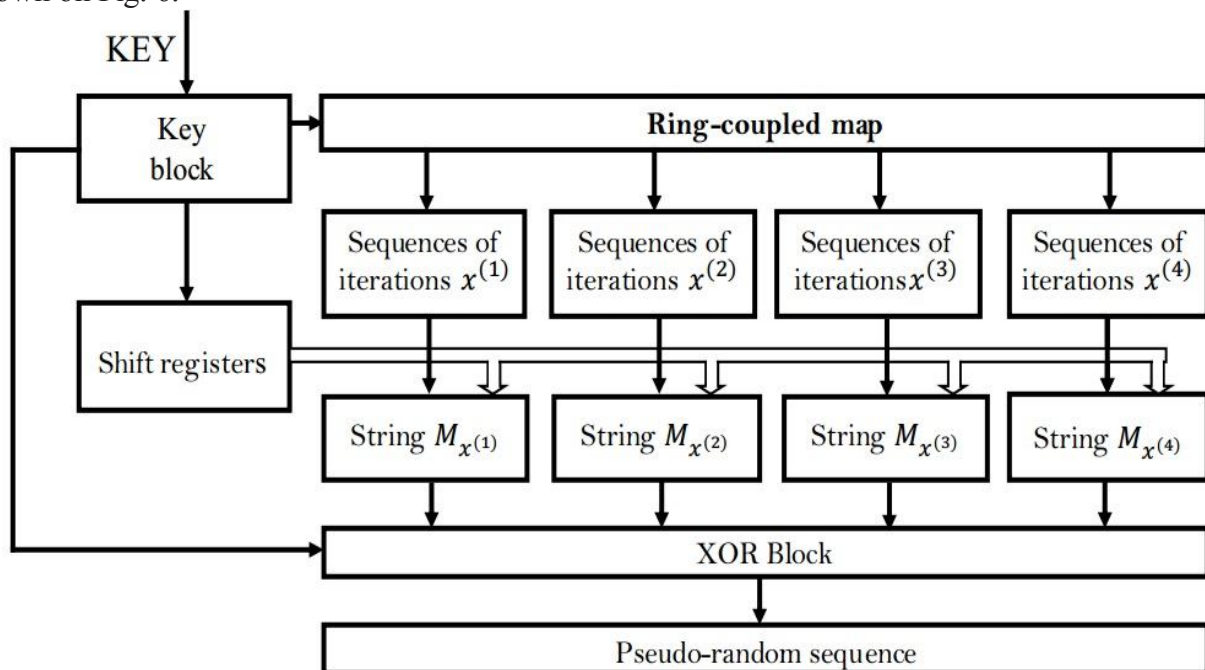 KEY
Key
block
Ring-coupled map
Sequences of
iterations x⁽¹⁾
Sequences of
iterations x⁽²⁾
Sequences of
iterationsx⁽³⁾
Sequences of
iterations x⁽⁴⁾
Shift registers
String M_x⁽¹⁾
String M_x⁽²⁾
String M_x⁽³⁾
String M_x⁽⁴⁾
XOR Block
Pseudo-random sequence